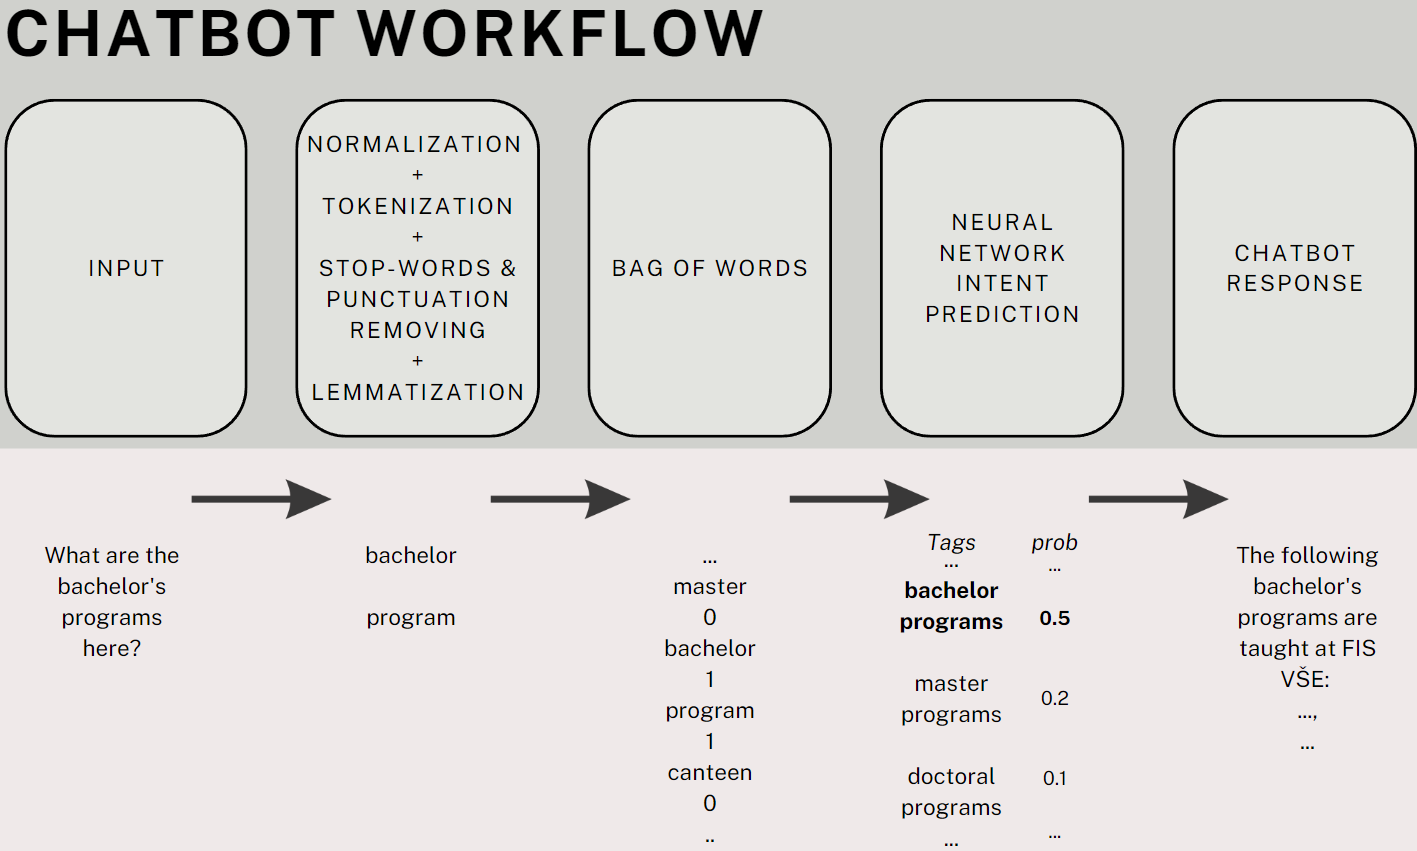 CHATBOT WORKFLOW
INPUT
NORMALIZATION
+
TOKENIZATION
+
STOP-WORDS &
PUNCTUATION
REMOVING
+
LEMMATIZATION
BAG OF WORDS
NEURAL
NETWORK
INTENT
PREDICTION
CHATBOT
RESPONSE
What are the
bachelor's
programs
here?
bachelor
program
...
master
0
bachelor
1
program
1
canteen
0
..
Tags prob
... ...
bachelor
programs 0.5
master
programs 0.2
doctoral
programs 0.1
... ...
The following
bachelor's
programs are
taught at FIS
VŠE:
...,
...